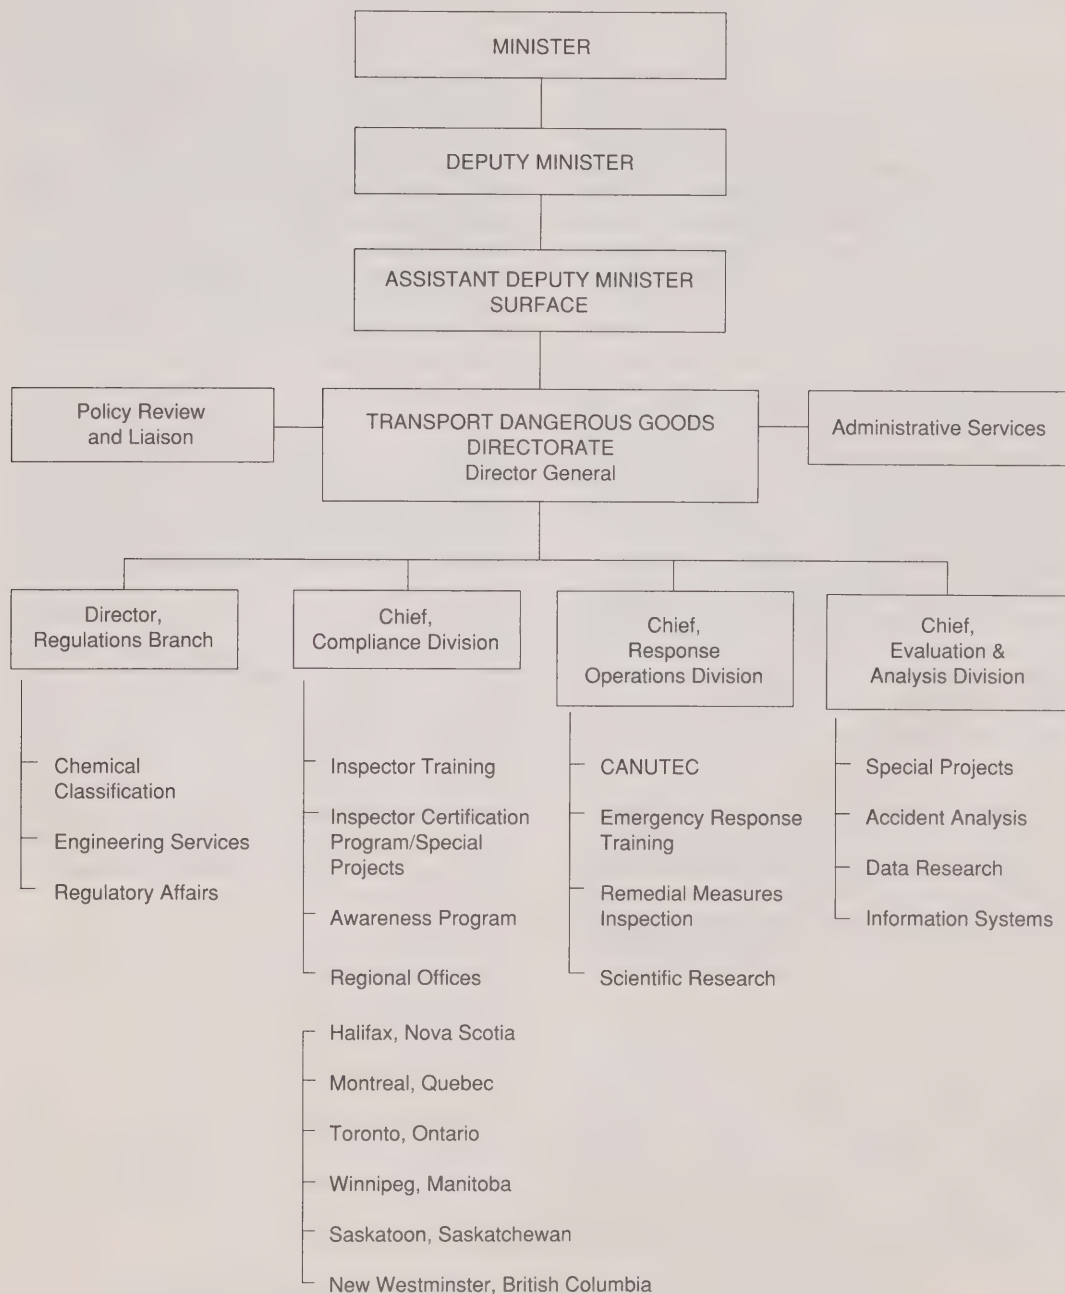 MINISTER
DEPUTY MINISTER
ASSISTANT DEPUTY MINISTER
SURFACE
Policy Review
and Liaison
TRANSPORT DANGEROUS GOODS
DIRECTORATE
Director General
Administrative Services
Director,
Regulations Branch
Chemical
Classification
Engineering Services
Regulatory Affairs
Chief,
Compliance Division
Inspector Training
Inspector Certification
Program/Special
Projects
Awareness Program
Regional Offices
Halifax, Nova Scotia
Montreal, Quebec
Toronto, Ontario
Winnipeg, Manitoba
Saskatoon, Saskatchewan
New Westminster, British Columbia
Chief,
Response
Operations Division
CANUTEC
Emergency Response
Training
Remedial Measures
Inspection
Scientific Research
Chief,
Evaluation &
Analysis Division
Special Projects
Accident Analysis
Data Research
Information Systems